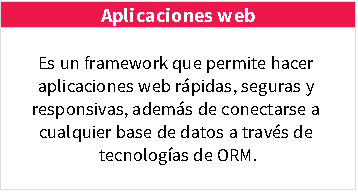 Aplicaciones web
Es un framework que permite hacer
aplicaciones web rápidas, seguras y
responsivas, además de conectarse a
cualquier base de datos a través de
tecnologías de ORM.